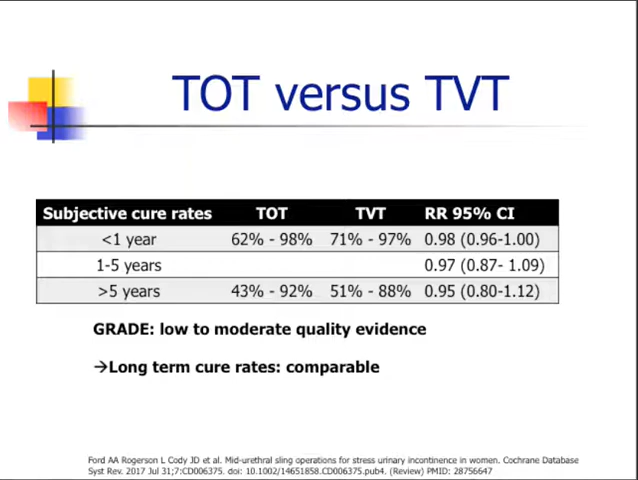 TOT versus TVT
Subjective cure rates TOT TVT RR 95% CI
<1 year 62% - 98% 71% - 97% 0.98 (0.96-1.00)
1-5 years 0.97 (0.87- 1.09)
>5 years 43% - 92% 51% - 88% 0.95 (0.80-1.12)
GRADE: low to moderate quality evidence
→Long term cure rates: comparable
Ford AA Rogerson L Cody JD et al. Mid-urethral sling operations for stress urinary incontinence in women. Cochrane Database
Syst Rev. 2017 Jul 31;7:CD006375. doi: 10.1002/14651858.CD006375.pub4. (Review) PMID: 28756647